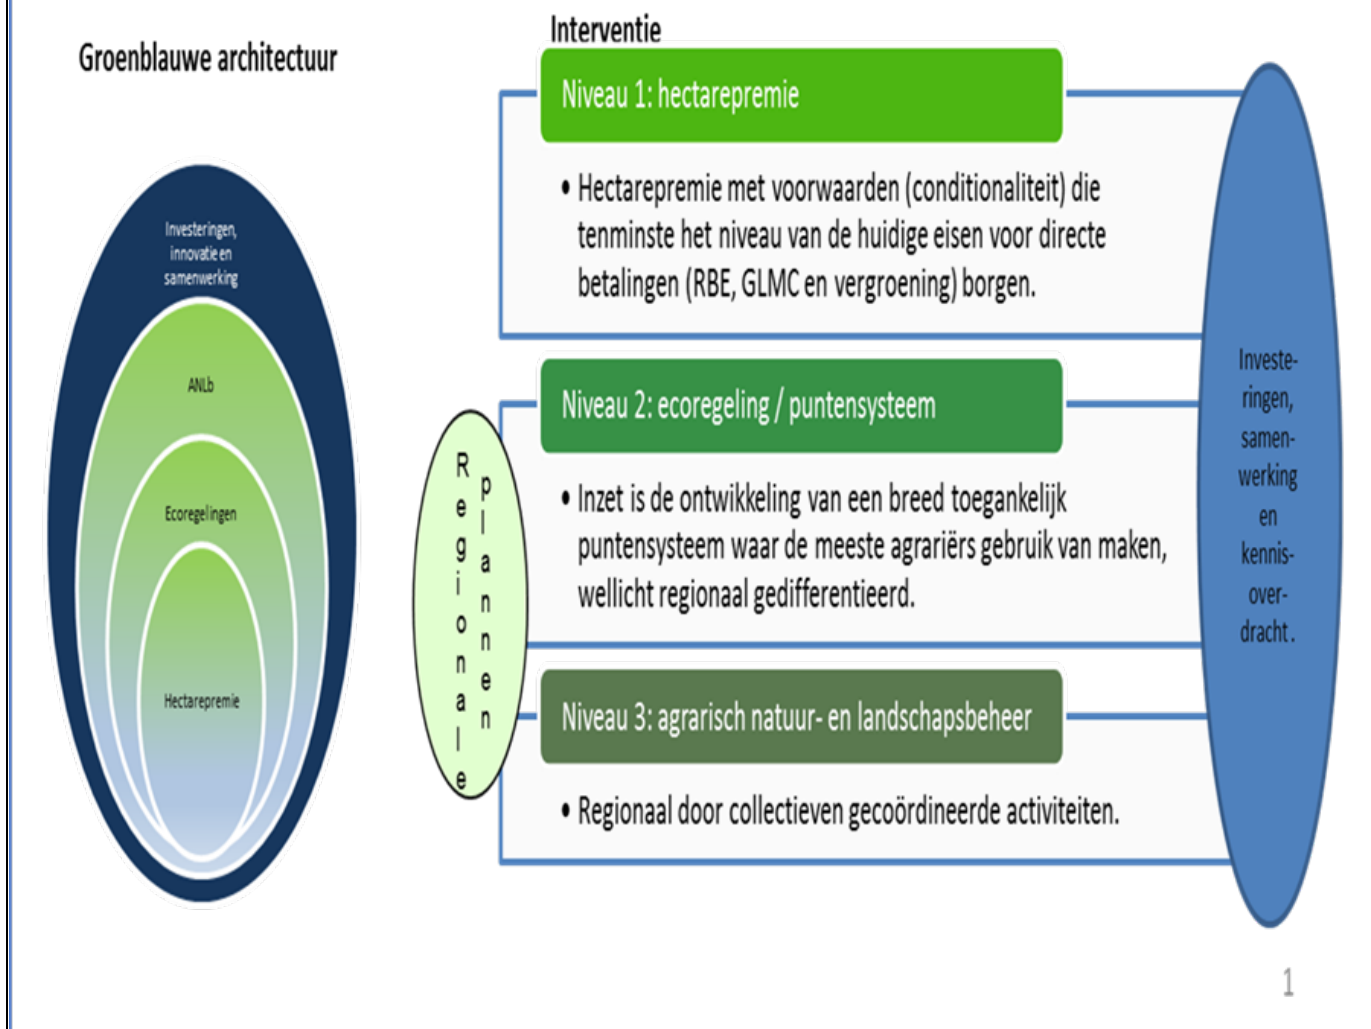 Groenblauwe architectuur
Investeringen,
innovatie en
samenwerking
ANLb
Ecoregelingen
Hectarepremie
Interventie
Niveau 1: hectarepremie
• Hectarepremie met voorwaarden (conditionaliteit) die
tenminste het niveau van de huidige eisen voor directe
betalingen (RBE, GLMC en vergroening) borgen.
Regionale
plannen
Niveau 2: ecoregeling / puntensysteem
• Inzet is de ontwikkeling van een breed toegankelijk
puntensysteem waar de meeste agrariërs gebruik van maken,
wellicht regionaal gedifferentieerd.
Niveau 3: agrarisch natuur- en landschapsbeheer
• Regionaal door collectieven gecoördineerde activiteiten.
Investe-
ringen,
samen-
werking
en
kennis-
over-
dracht.
1